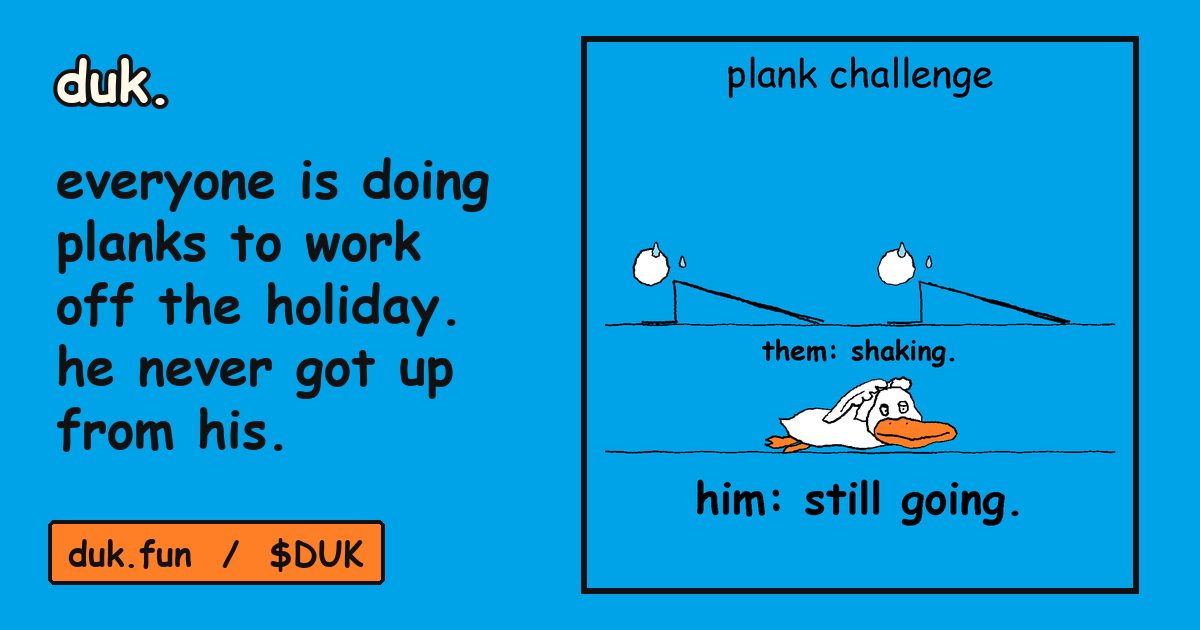 duk.
everyone is doing
planks to work
off the holiday.
he never got up
from his.
duk.fun / $DUK
plank challenge
them: shaking.
him: still going.